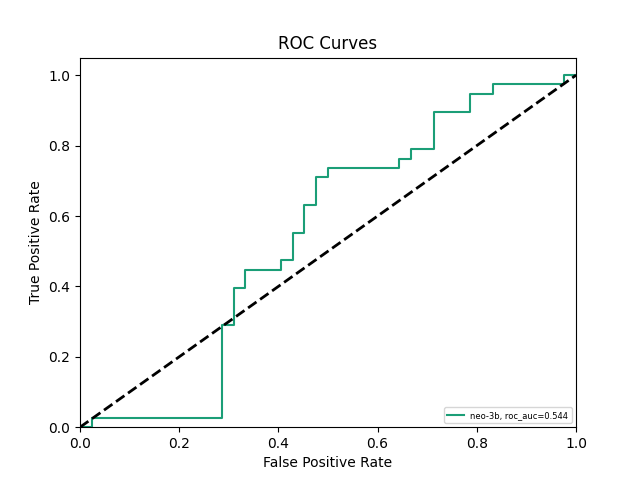 ROC Curves
True Positive Rate
1.0
0.8
0.6
0.4
0.2
0.0
0.0 0.2 0.4 0.6 0.8 1.0
False Positive Rate
neo-3b, roc_auc=0.544